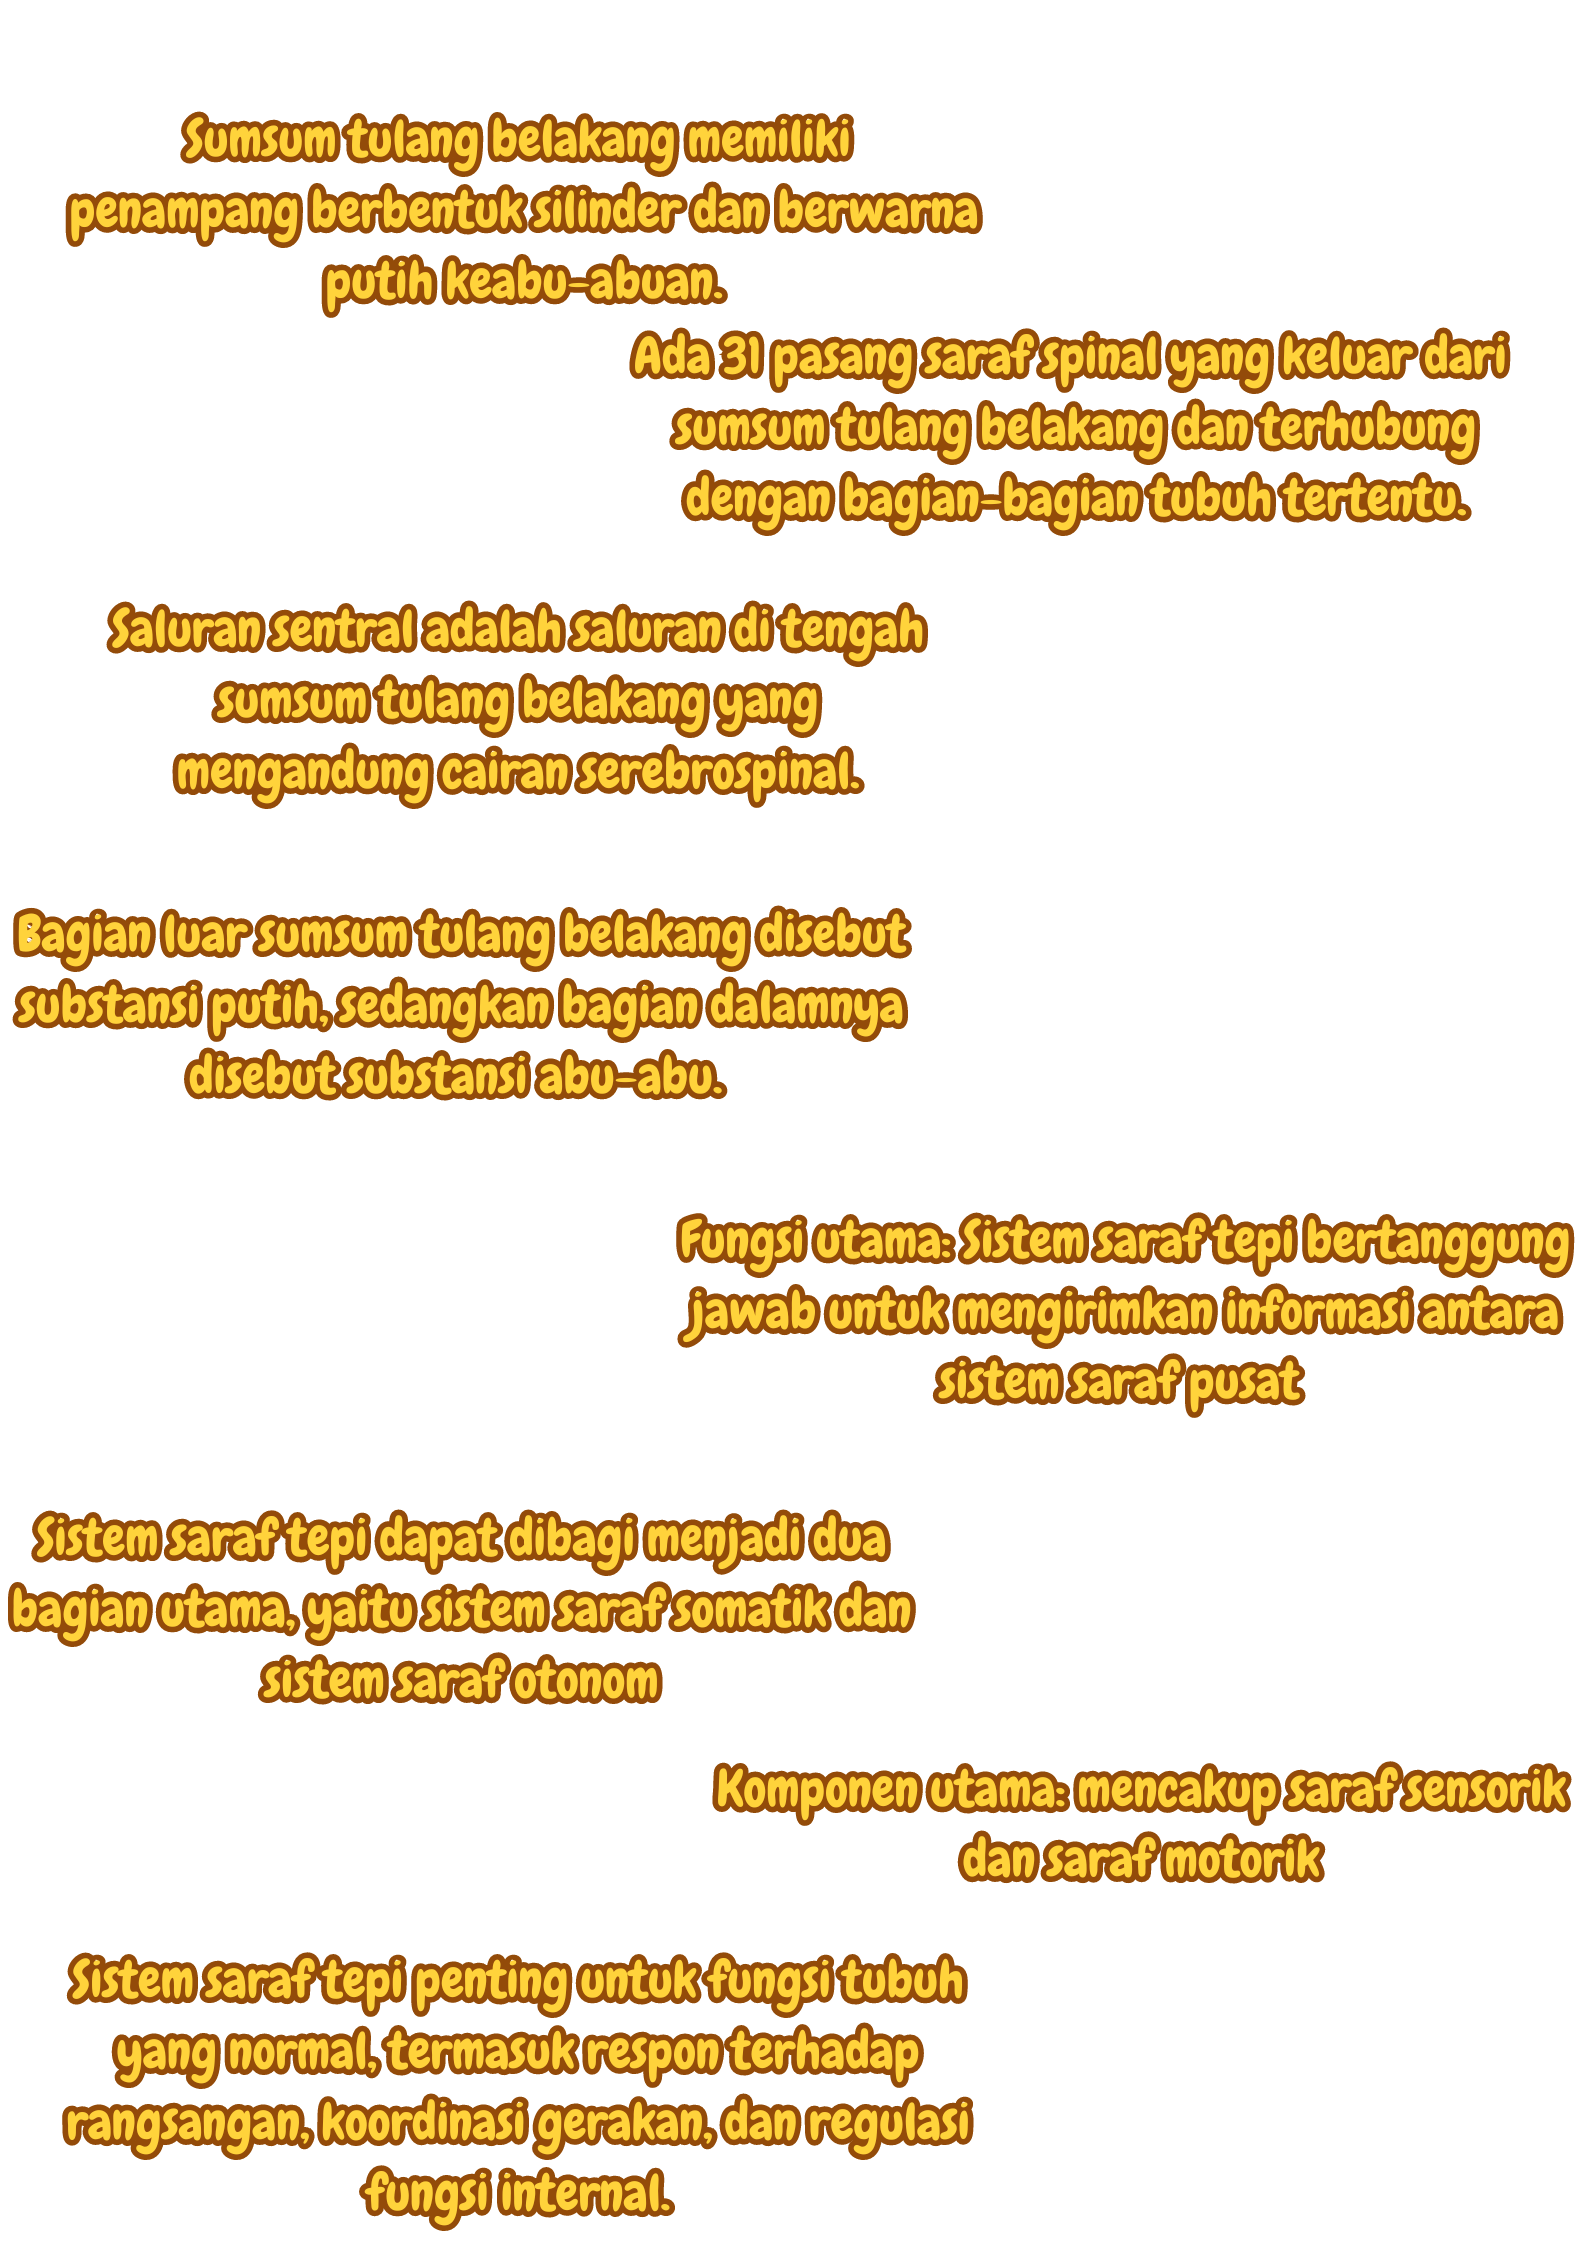 Sumsum tulang belakang memiliki
penampang berbentuk silinder dan berwarna
putih keabu-abuan.
Ada 31 pasang saraf spinal yang keluar dari
sumsum tulang belakang dan terhubung
dengan bagian-bagian tubuh tertentu.
Saluran sentral adalah saluran di tengah
sumsum tulang belakang yang
mengandung cairan serebrospinal.
Bagian luar sumsum tulang belakang disebut
substansi putih, sedangkan bagian dalamnya
disebut substansi abu-abu.
Fungsi utama: Sistem saraf tepi bertanggung
jawab untuk mengirimkan informasi antara
sistem saraf pusat
Sistem saraf tepi dapat dibagi menjadi dua
bagian utama, yaitu sistem saraf somatik dan
sistem saraf otonom
Komponen utama: mencakup saraf sensorik
dan saraf motorik
Sistem saraf tepi penting untuk fungsi tubuh
yang normal, termasuk respon terhadap
rangsangan, koordinasi gerakan, dan regulasi
fungsi internal.